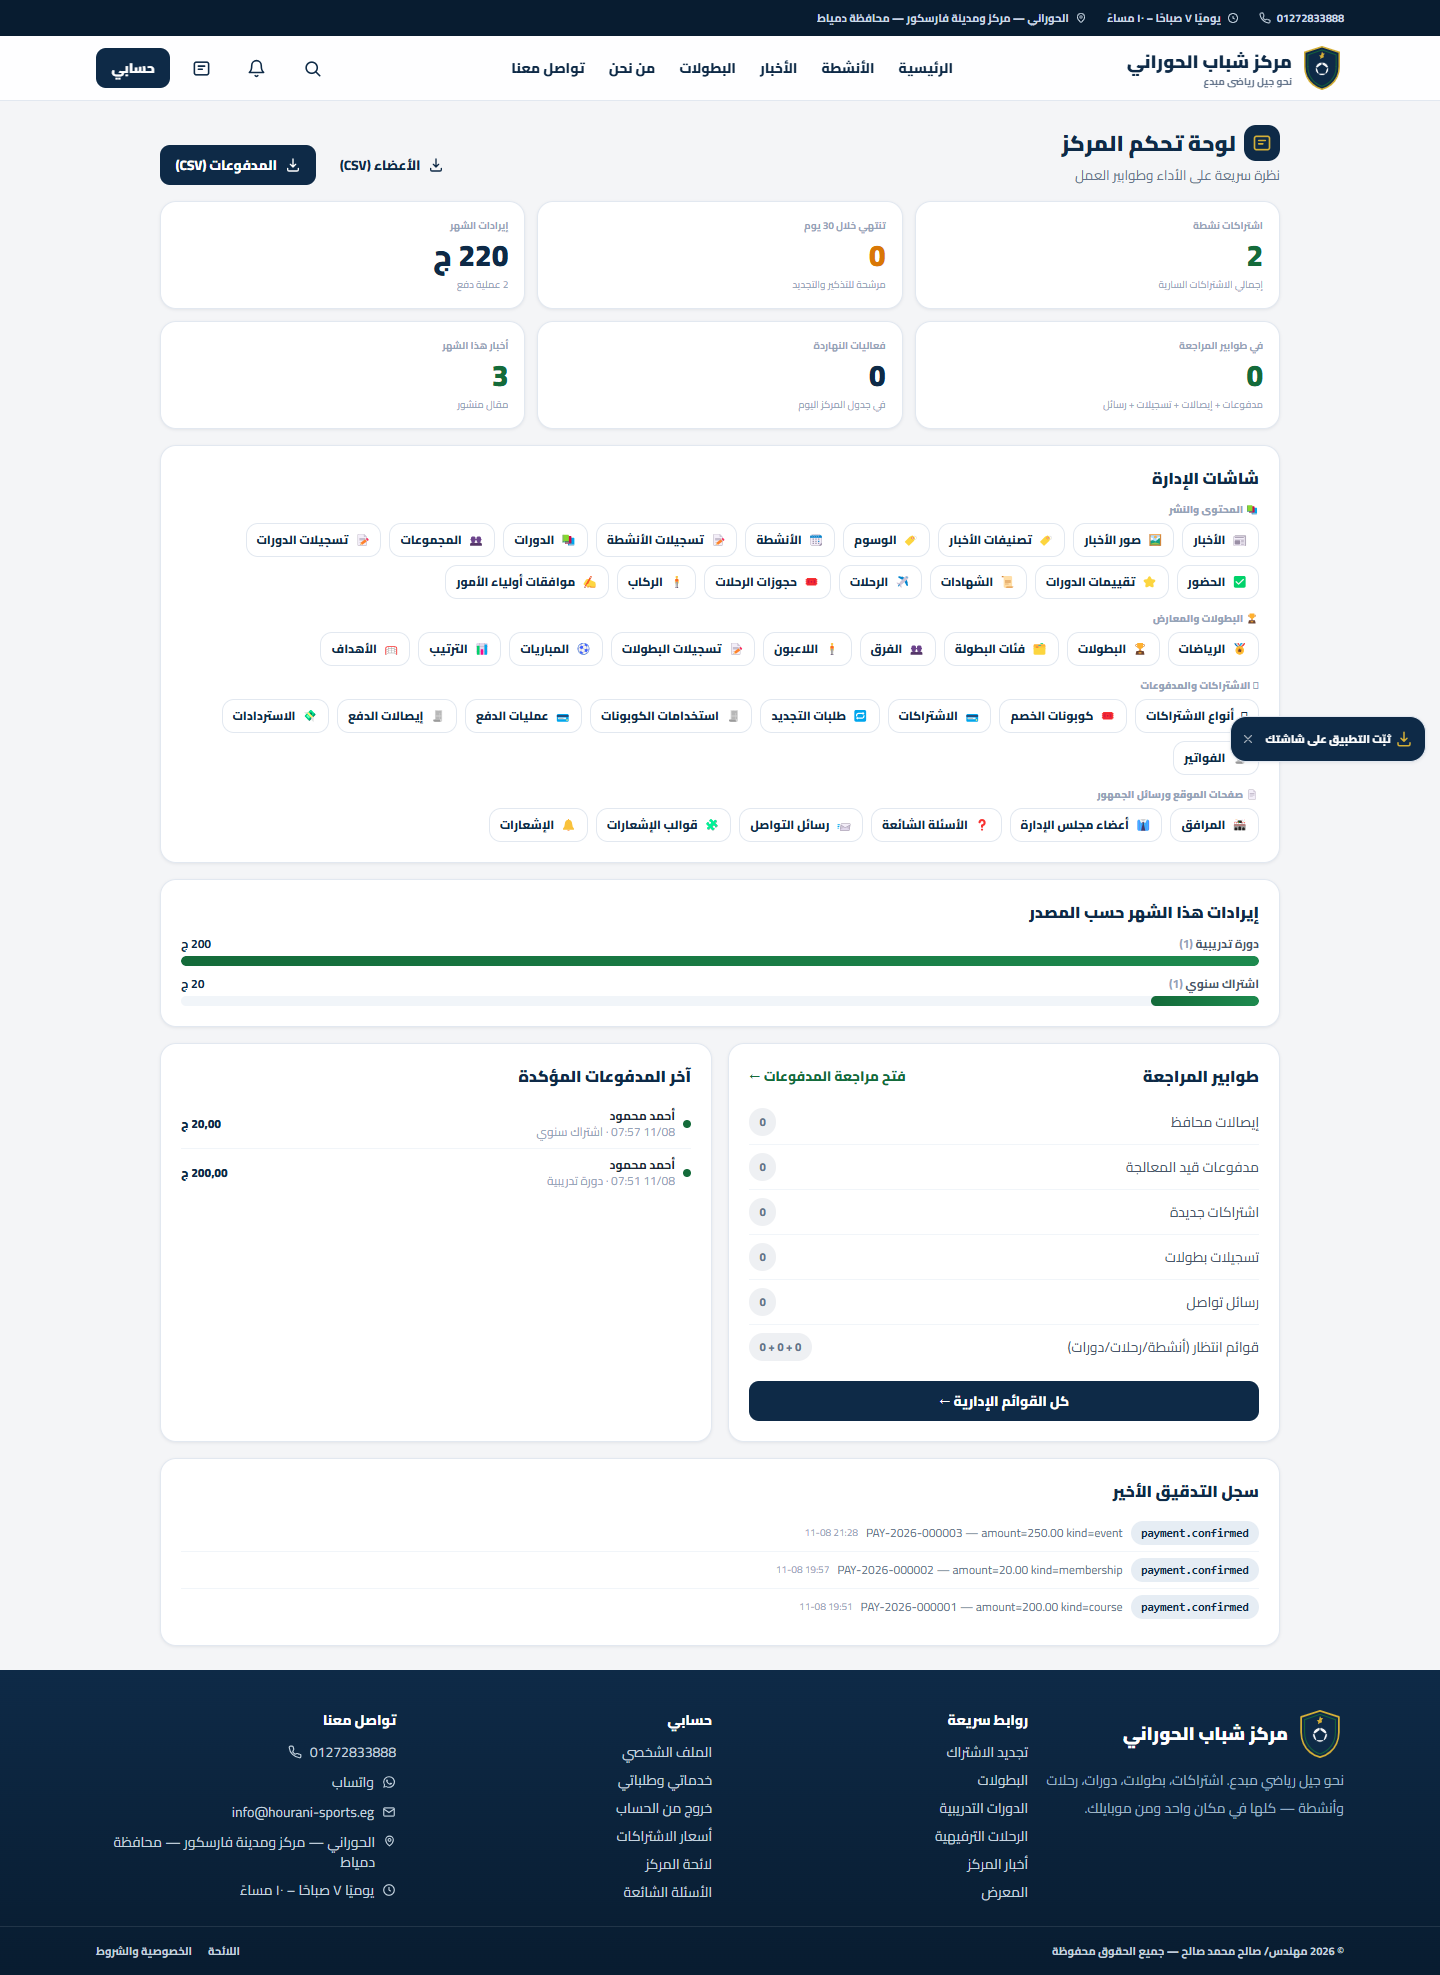 01272833888 يوميًا ٧ صباحًا – ١٠ مساءً الحوراني — مركز ومدينة فارسكور — محافظة دمياط
مركز شباب الحوراني
نحو جيل رياضي مبدع
الرئيسية الأنشطة الأخبار البطولات من نحن تواصل معنا
حسابي
لوحة تحكم المركز
نظرة سريعة على الأداء وطوابير العمل
الأعضاء (CSV) المدفوعات (CSV)
اشتراكات نشطة
2
إجمالي الاشتراكات السارية
تنتهي خلال 30 يوم
0
مرشحة للتذكير والتجديد
إيرادات الشهر
220 ج
2 عملية دفع
في طوابير المراجعة
0
مدفوعات + إيصالات + تسجيلات + رسائل
فعاليات النهاردة
0
في جدول المركز اليوم
أخبار هذا الشهر
3
مقال منشور
شاشات الإدارة
المحتوى والنشر
الأخبار صور الأخبار تصنيفات الأخبار الوسوم الأنشطة تسجيلات الأنشطة الدورات المجموعات تسجيلات الدورات
الحضور تقييمات الدورات الشهادات الرحلات حجوزات الرحلات الركاب موافقات أولياء الأمور
البطولات والمعارض
الرياضات البطولات فئات البطولة الفرق اللاعبون تسجيلات البطولات المباريات الترتيب الأهداف
الاشتراكات والمدفوعات
أنواع الاشتراكات كوبونات الخصم الاشتراكات طلبات التجديد استخدامات الكوبونات عمليات الدفع إيصالات الدفع الاستردادات
الفواتير
ثبّت التطبيق على شاشتك
صفحات الموقع ورسائل الجمهور
المرافق أعضاء مجلس الإدارة الأسئلة الشائعة رسائل التواصل قوالب الإشعارات الإشعارات
إيرادات هذا الشهر حسب المصدر
دورة تدريبية (1) 200 ج
اشتراك سنوي (1) 20 ج
طوابير المراجعة فتح مراجعة المدفوعات ←
إيصالات محافظ 0
مدفوعات قيد المعالجة 0
اشتراكات جديدة 0
تسجيلات بطولات 0
رسائل تواصل 0
قوائم انتظار (أنشطة/رحلات/دورات) 0 + 0 + 0
كل القوائم الإدارية ←
آخر المدفوعات المؤكدة
أحمد محمود
11/08 07:57 · اشتراك سنوي
20,00 ج
أحمد محمود
11/08 07:51 · دورة تدريبية
200,00 ج
سجل التدقيق الأخير
payment.confirmed PAY-2026-000003 — amount=250.00 kind=event 11-08 21:28
payment.confirmed PAY-2026-000002 — amount=20.00 kind=membership 11-08 19:57
payment.confirmed PAY-2026-000001 — amount=200.00 kind=course 11-08 19:51
مركز شباب الحوراني
نحو جيل رياضي مبدع. اشتراكات، بطولات، دورات، رحلات
وأنشطة — كلها في مكان واحد ومن موبايلك.
روابط سريعة
تجديد الاشتراك
البطولات
الدورات التدريبية
الرحلات الترفيهية
أخبار المركز
المعرض
حسابي
الملف الشخصي
خدماتي وطلباتي
خروج من الحساب
أسعار الاشتراكات
لائحة المركز
الأسئلة الشائعة
تواصل معنا
01272833888
واتساب
info@hourani-sports.eg
الحوراني — مركز ومدينة فارسكور — محافظة
دمياط
يوميًا ٧ صباحًا – ١٠ مساءً
© 2026 مهندس/ صالح محمد صالح — جميع الحقوق محفوظة
اللائحة الخصوصية والشروط